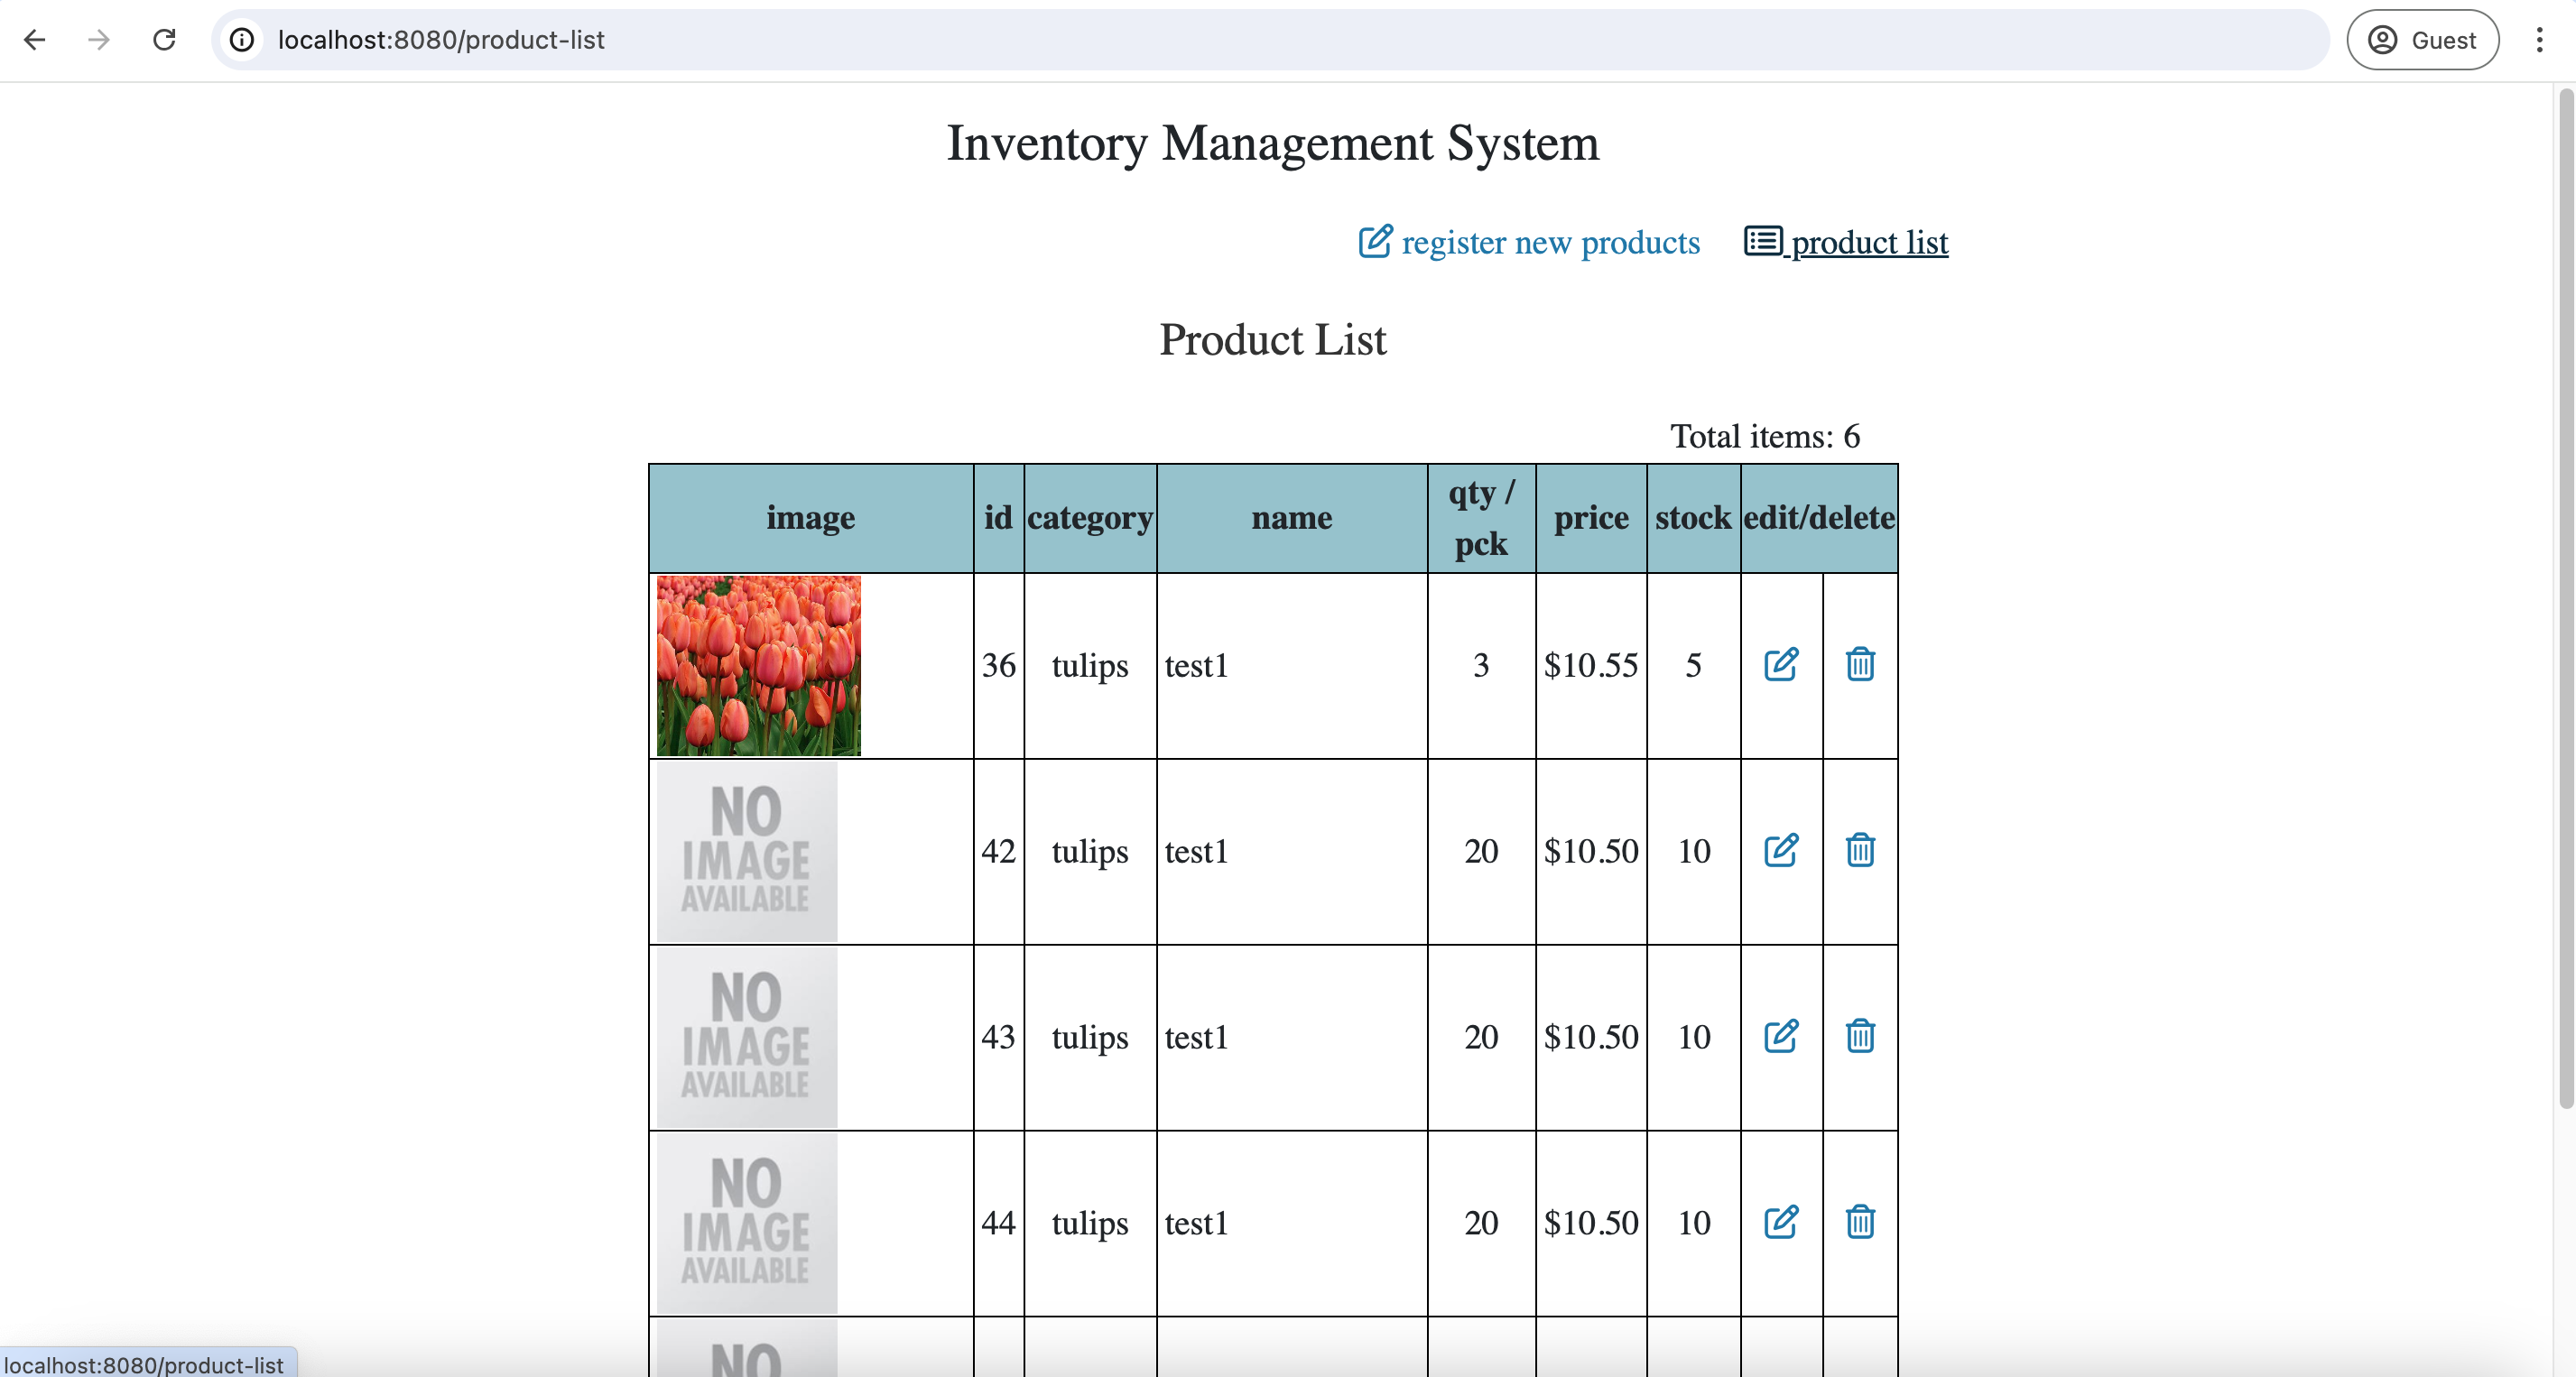 localhost:8080/product-list
Guest
Inventory Management System
register new products product list
Product List
Total items: 6
image id category name qty / pck price stock edit/delete
36 tulips test1 3 $10.55 5
NO
IMAGE
AVAILABLE
42 tulips test1 20 $10.50 10
NO
IMAGE
AVAILABLE
43 tulips test1 20 $10.50 10
NO
IMAGE
AVAILABLE
44 tulips test1 20 $10.50 10
NO
localhost:8080/product-list